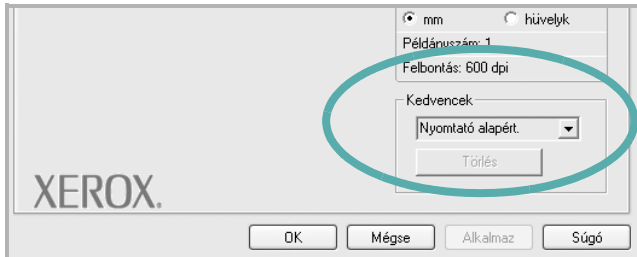 mm hüvelyk
Példányszám: 1
Felbontás: 600 dpi
Kedvencek
Nyomtató alapért.
Törlés
XEROX.
OK Mégse Alkalmaz Súgó